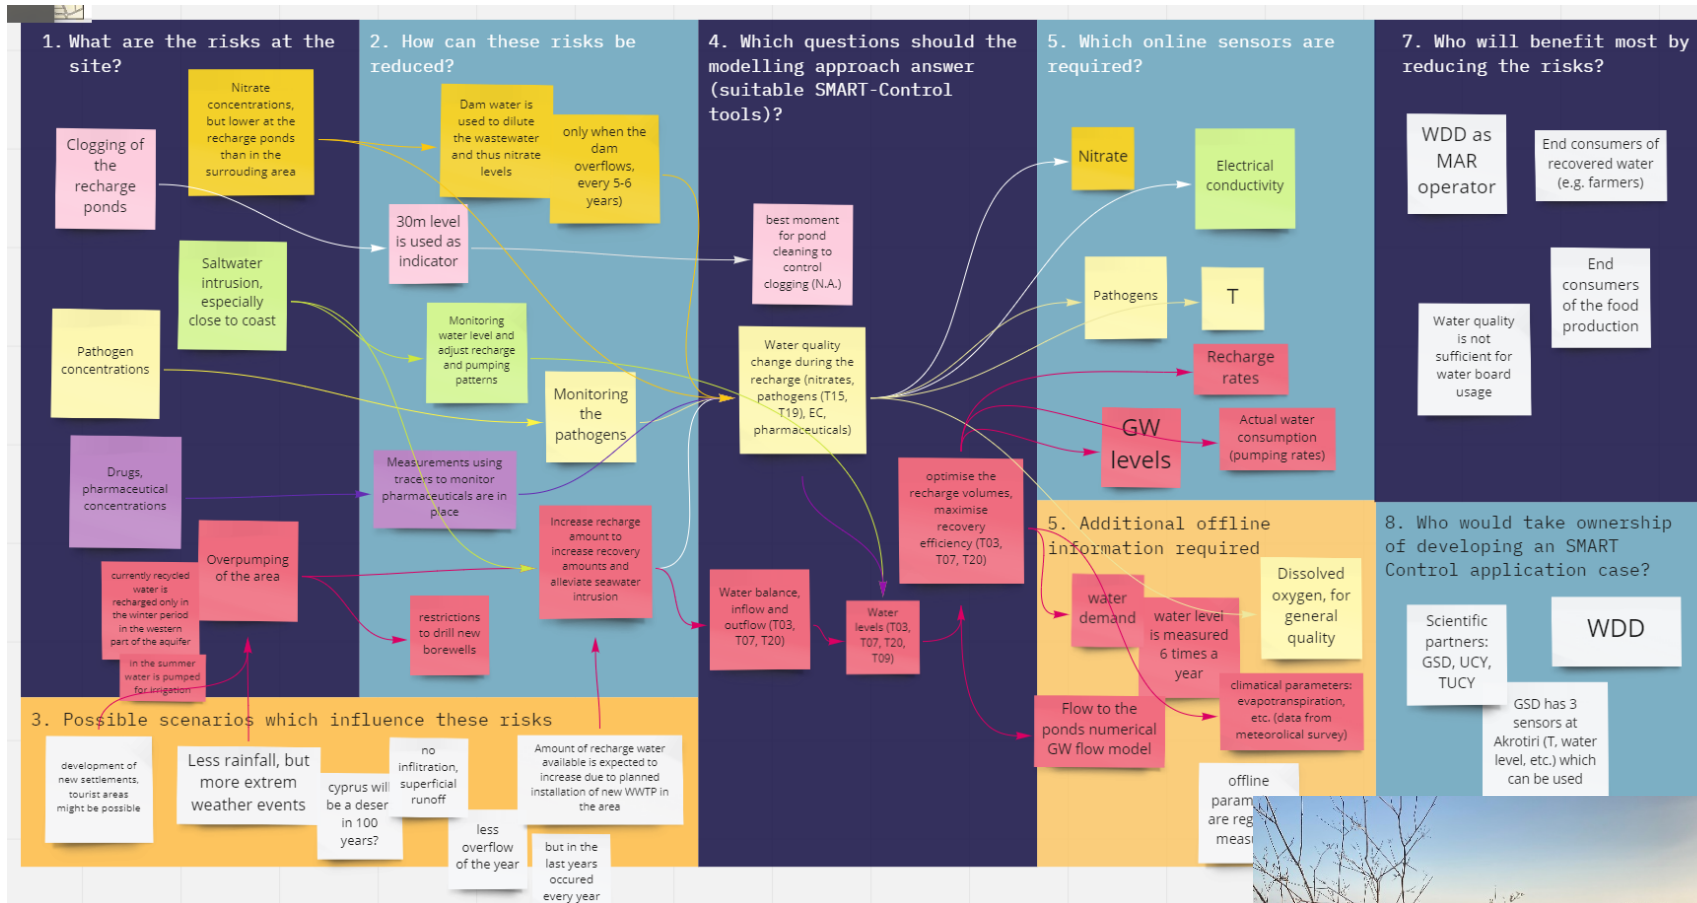 1. What are the risks at the
site?
Nitrate
concentrations,
but lower at the
recharge ponds
than in the
surrouding area
Clogging of
the
recharge
ponds
Saltwater
intrusion,
especially
close to coast
Pathogen
concentrations
Drugs,
pharmaceutical
concentrations
Overpumping
of the area
currently recycled
water is
recharged only in
the winter period
in the western
part of the aquifer
in the summer
water is pumped
for irrigation
2. How can these risks be
reduced?
Dam water is
used to dilute
the wastewater
and thus nitrate
levels
only when the
dam
overflows,
every 5-6
years)
30m level
is used as
indicator
Monitoring
water level and
adjust recharge
and pumping
patterns
Monitoring
the
pathogens
Measurements using
tracers to monitor
pharmaceuticals are in
place
Increase recharge
amount to
increase recovery
amounts and
alleviate seawater
intrusion
restrictions
to drill new
borewells
3. Possible scenarios which influence these risks
development of
new settlements,
tourist areas
might be possible
Less rainfall, but
more extrem
weather events
cyprus will
be a deser
in 100
years?
no
inflitration,
superficial
runoff
less
overflow
of the year
Amount of recharge water
available is expected to
increase due to planned
installation of new WWTP in
the area
but in the
last years
occured
every year
4. Which questions should the
modelling approach answer
(suitable SMART-Control
tools)?
best moment
for pond
cleaning to
control
clogging (N.A.)
Water quality
change during the
recharge (nitrates,
pathogens (T15,
T19), EC,
pharmaceuticals)
optimise the
recharge volumes,
maximise
recovery
efficiency (T03,
T07, T20)
Water balance,
inflow and
outflow (T03,
T07, T20)
Water
levels (T03,
T07, T20,
T09)
Flow to the
ponds numerical
GW flow model
5. Which online sensors are
required?
Nitrate
Electrical
conductivity
Pathogens
T
Recharge
rates
GW
levels
Actual water
consumption
(pumping rates)
5. Additional offline
information required
water
demand
water level
is measured
6 times a
year
Dissolved
oxygen, for
general
quality
climatical parameters:
evapotranspiration,
etc. (data from
meteorolical survey)
offline
param
are reg
meas
7. Who will benefit most by
reducing the risks?
WDD as
MAR
operator
End consumers of
recovered water
(e.g. farmers)
End
consumers
of the food
production
Water quality
is not
sufficient for
water board
usage
8. Who would take ownership
of developing an SMART
Control application case?
Scientific
partners:
GSD, UCY,
TUCY
WDD
GSD has 3
sensors at
Akrotiri (T, water
level, etc.) which
can be used